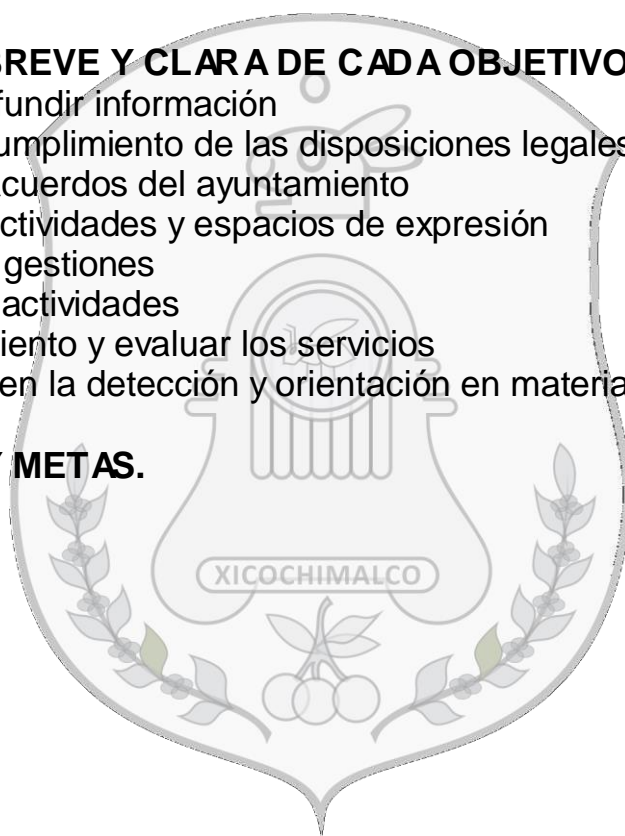 BREVE Y CLARA DE CADA OBJETIVO
fundir información
umplimiento de las disposiciones legales
acuerdos del ayuntamiento
ctividades y espacios de expresión
gestiones
actividades
iento y evaluar los servicios
en la detección y orientación en materia
Y METAS.
XICOCHIMALCO